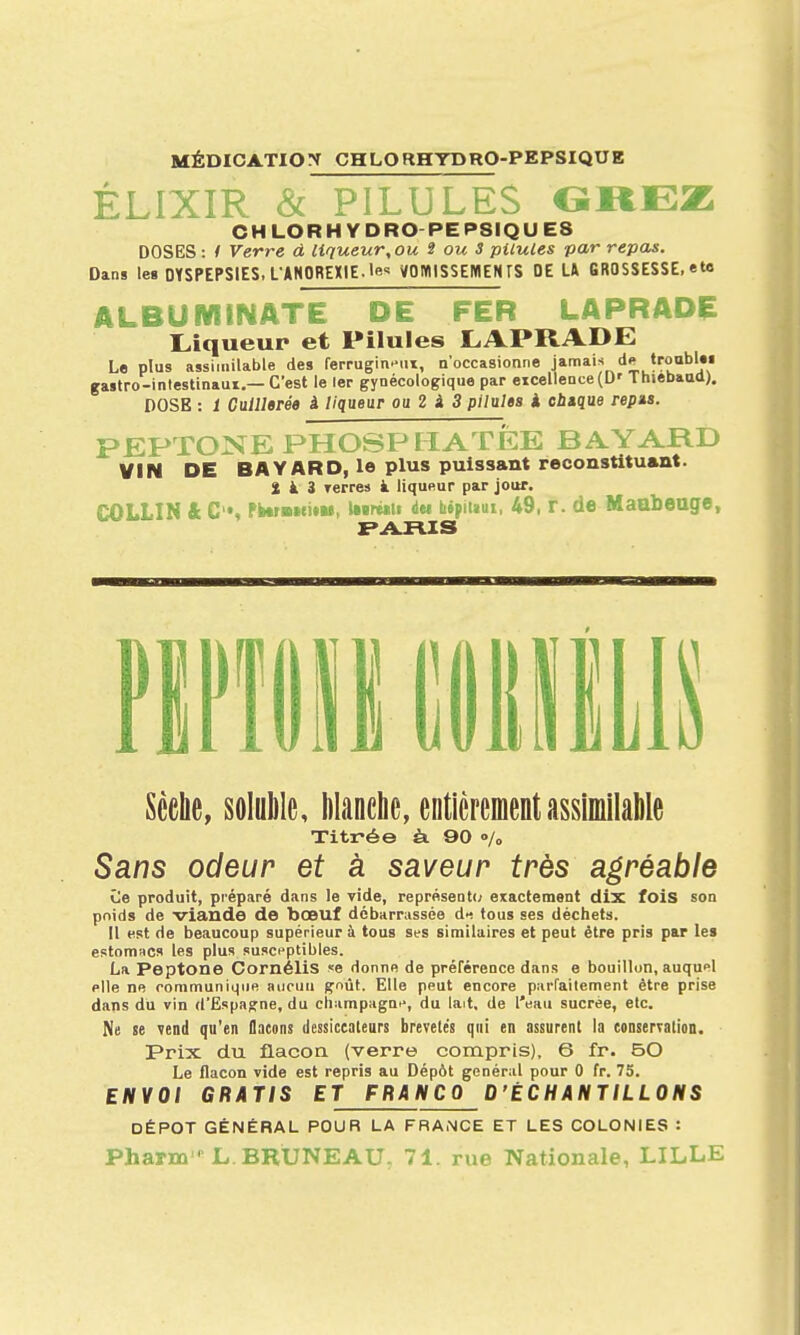 MÉDICATION CHLORHYDRO-PEPSIQUE
ÉLIXIR & PILULES GREZ
CHLORHYDRO-PEPSIQUES
DOSES : 1 Verre à liqueur, ou 2 ou 3 pilules par repas.
Dans les DYSPEPSIES, L'ANOREXIE, les VOMISSEMENTS DE LA GROSSESSE, etc
ALBUMINATE DE FER LAPRADE
Liqueur et Pilules LAPRADE
Le plus assimilable des ferrugineux, n'occasionne jamais de troubles
gastro-intestinaux. — C'est le 1er gynécologique par excellence (Dr Thiébaud).
DOSE : 1 Cuillerée à liqueur ou 2 à 3 pilules à chaque repas.
PEPTONE PHOSPHATÉE BAYARD
VIN DE BAYARD, le plus puissant reconstituant.
2 à 3 verres à liqueur par jour.
COLLIN & Cie, Pharmaciens, lauréats des hôpitaux, 49, r. de Maubeuge,
PARIS
PEPTONE CORNÉLIS
Sèche, soluble, blanche, entièrement assimilable
Titrée à 90 %
Sans odeur et à saveur très agréable
Ce produit, préparé dans le vide, représente exactement dix fois son
poids de viande de bœuf débarrassée de tous ses déchets.
Il est de beaucoup supérieur à tous ses similaires et peut être pris par les
estomacs les plus susceptibles.
La Peptone Cornélis se donne de préférence dans e bouillon, auquel
elle ne communique aucun goût. Elle peut encore parfaitement être prise
dans du vin d'Espagne, du champagne, du lait, de l'eau sucrée, etc.
Ne se vend qu'en flacons dessiccateurs brevetés qui en assurent la conservation.
Prix du flacon (verre compris), 6 fr. 50
Le flacon vide est repris au Dépôt général pour 0 fr. 75.
ENVOI GRATIS ET FRANCO D'ÉCHANTILLONS
DÉPOT GÉNÉRAL POUR LA FRANCE ET LES COLONIES :
Pharmie L. BRUNEAU, 71. rue Nationale, LILLE